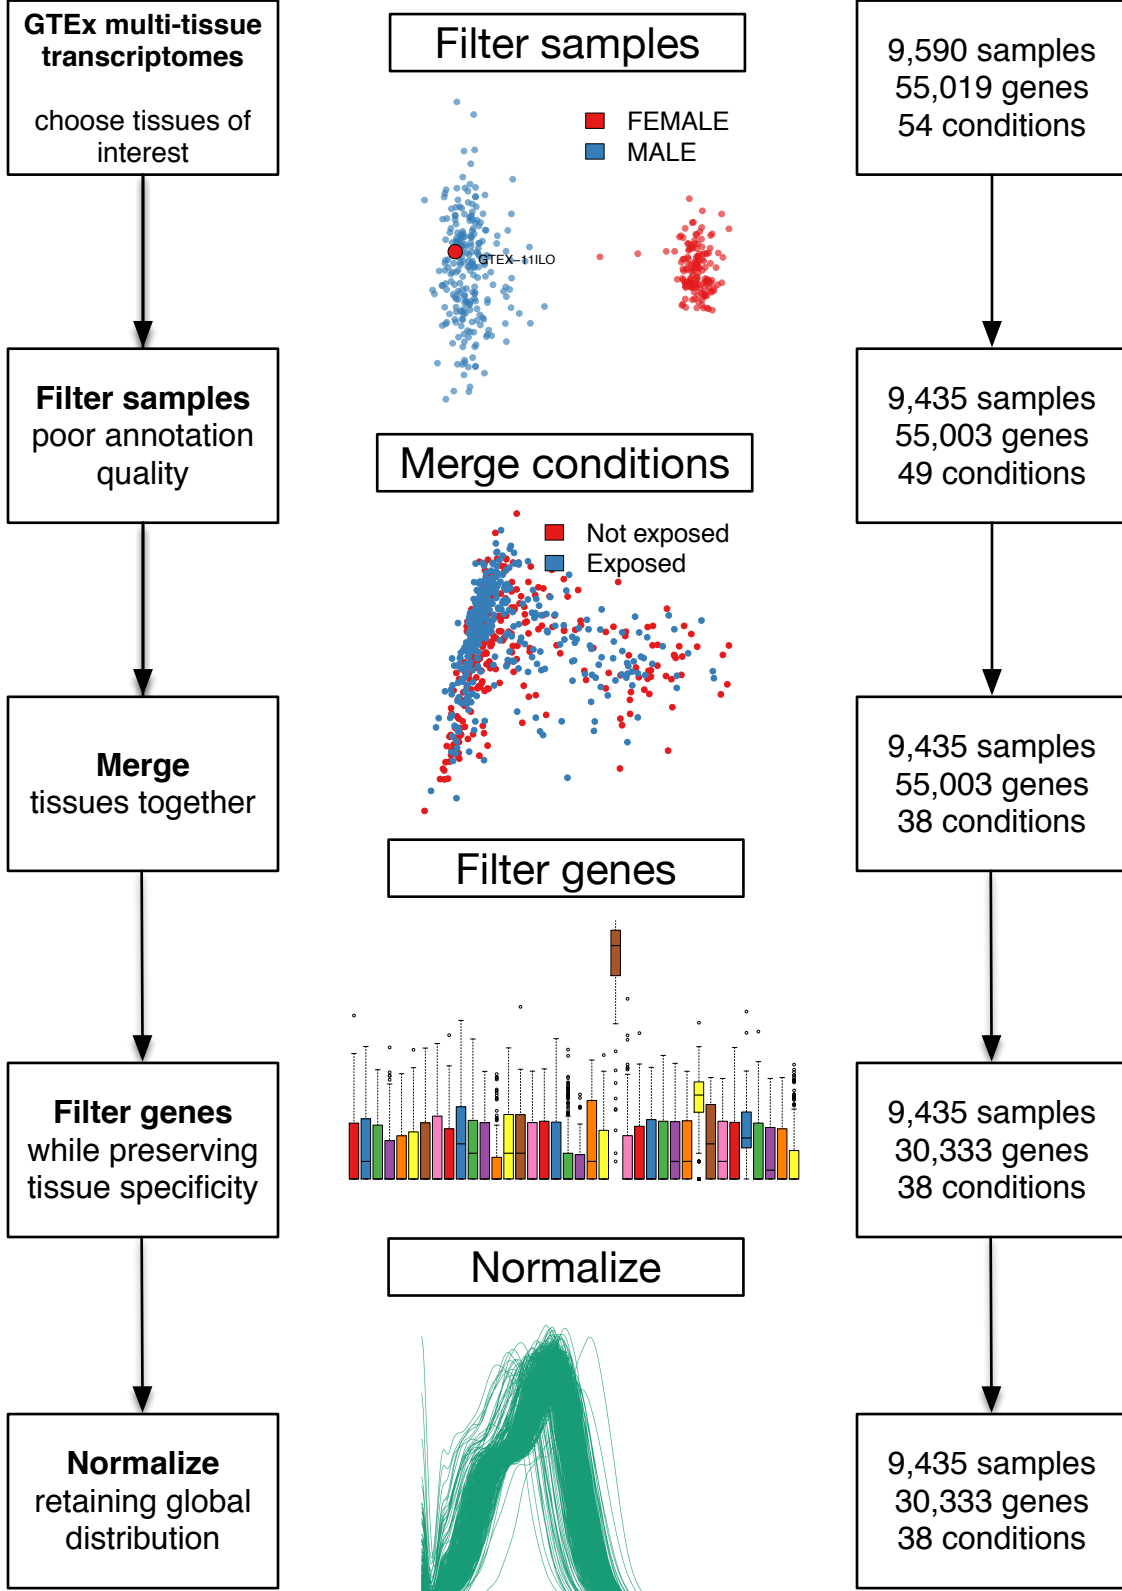 GTEx multi-tissue
transcriptomes
choose tissues of
interest
Filter samples
FEMALE
MALE
GTEX-11ILO
9,590 samples
55,019 genes
54 conditions
Filter samples
poor annotation
quality
Merge conditions
Not exposed
Exposed
9,435 samples
55,003 genes
49 conditions
Merge
tissues together
Filter genes
9,435 samples
55,003 genes
38 conditions
Filter genes
while preserving
tissue specificity
Normalize
9,435 samples
30,333 genes
38 conditions
Normalize
retaining global
distribution
9,435 samples
30,333 genes
38 conditions